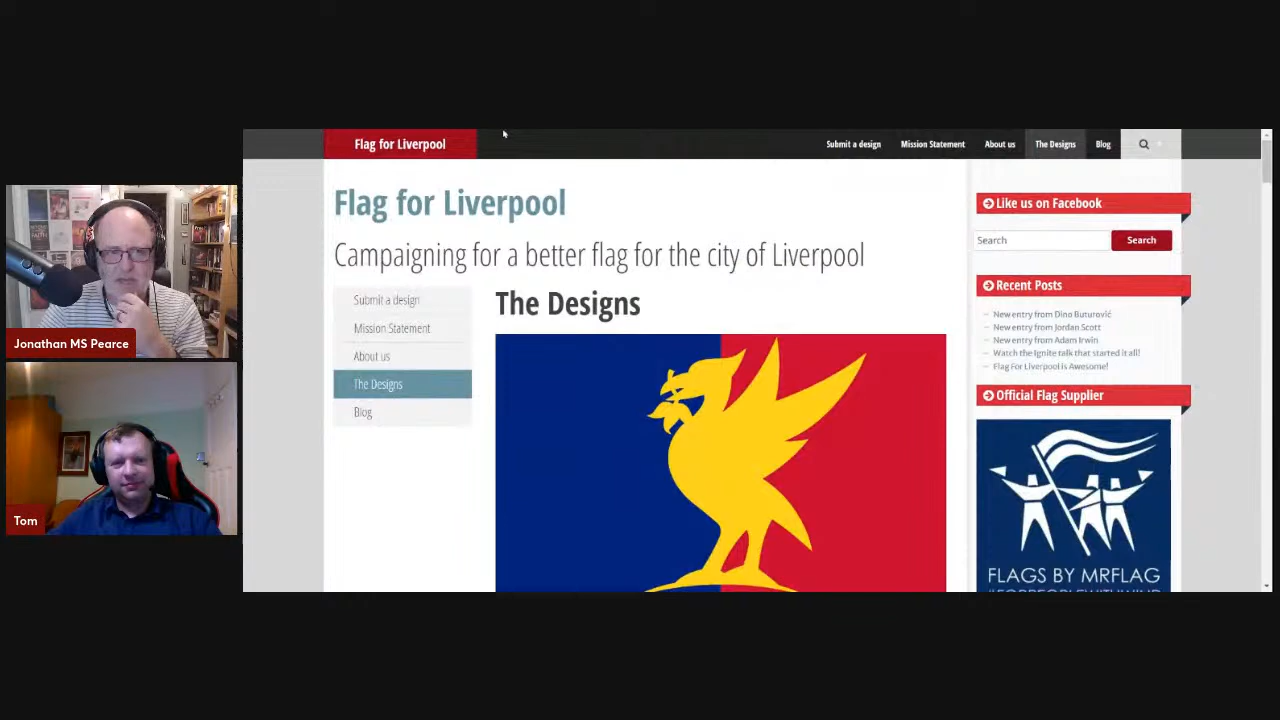 Flag for Liverpool
Submit a design
Mission Statement
About us
The Designs
Blog
Flag for Liverpool
Campaigning for a better flag for the city of Liverpool
Submit a design
Mission Statement
About us
The Designs
Blog
The Designs
Like us on Facebook
Search
Search
Recent Posts
New entry from Dino Buturović
New entry from Jordan Scott
New entry from Adam Irwin
Watch the Ignite talk that started it all!
Flag For Liverpool is Awesome!
Official Flag Supplier
FLAGS BY MRFLAG
Jonathan MS Pearce
Tom